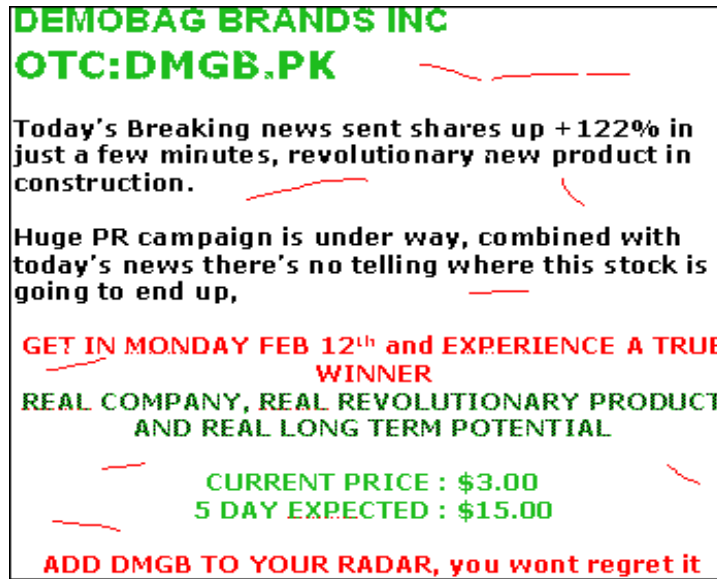 DEMOBAG BRANDS INC
OTC:DMGB.PK
Today's Breaking news sent shares up +122% in
just a few minutes, revolutionary new product in
construction.
Huge PR campaign is under way, combined with
today's news there's no telling where this stock is
going to end up,
GET IN MONDAY FEB 12th and EXPERIENCE A TRUE
WINNER
REAL COMPANY, REAL REVOLUTIONARY PRODUCT
AND REAL LONG TERM POTENTIAL
CURRENT PRICE : $3.00
5 DAY EXPECTED : $15.00
ADD DMGB TO YOUR RADAR, you wont regret it